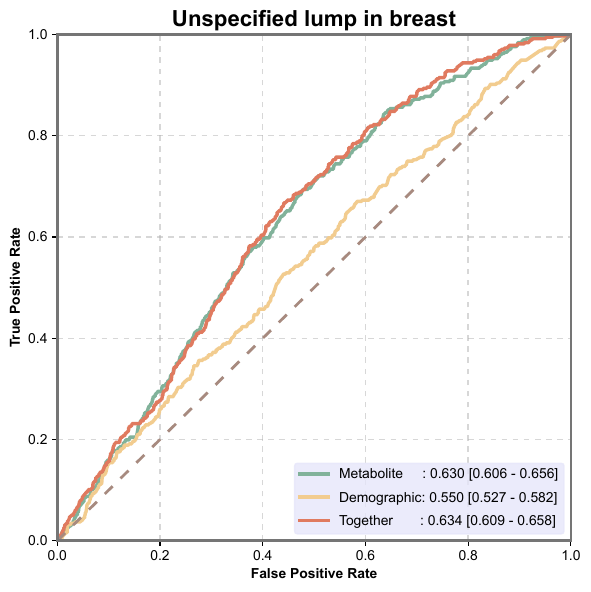 Unspecified lump in breast
True Positive Rate
1.0
0.8
0.6
0.4
0.2
0.0
Metabolite : 0.630 [0.606 - 0.656]
Demographic: 0.550 [0.527 - 0.582]
Together : 0.634 [0.609 - 0.658]
0.0 0.2 0.4 0.6 0.8 1.0
False Positive Rate